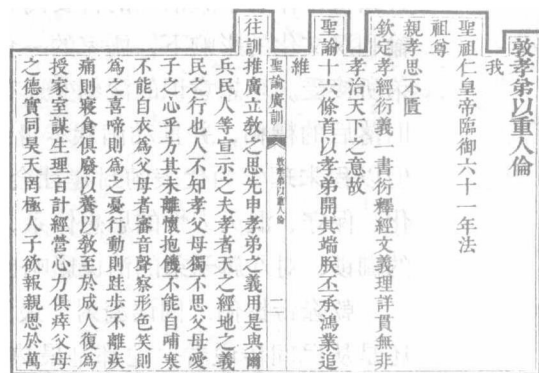 敦孝弟以重人倫
我
聖祖仁皇帝臨御六十一年法
祖尊
親孝思不匱
欽定孝經衍義一書衍釋經文義理詳貫無非
孝治天下之意故
聖諭十六條首以孝弟開其端朕丕承鴻業追
維
往訓推廣立教之思先申孝弟之義用是與爾
兵民人等宣示之夫孝者天之經地之義
民之行也人不知孝父母獨不思父母愛
子之心乎方其未離懷抱饑不能自哺寒
不能自衣為父母者審音聲察形色笑則
為之喜啼則為之憂行動則跬步不離疾
痛則寢食俱廢以養以教至於成人復為
授家室謀生理百計經營心力俱瘁父母
之德實同昊天罔極人子欲報親恩於萬
聖諭廣訓
敦孝弟以重人倫
二